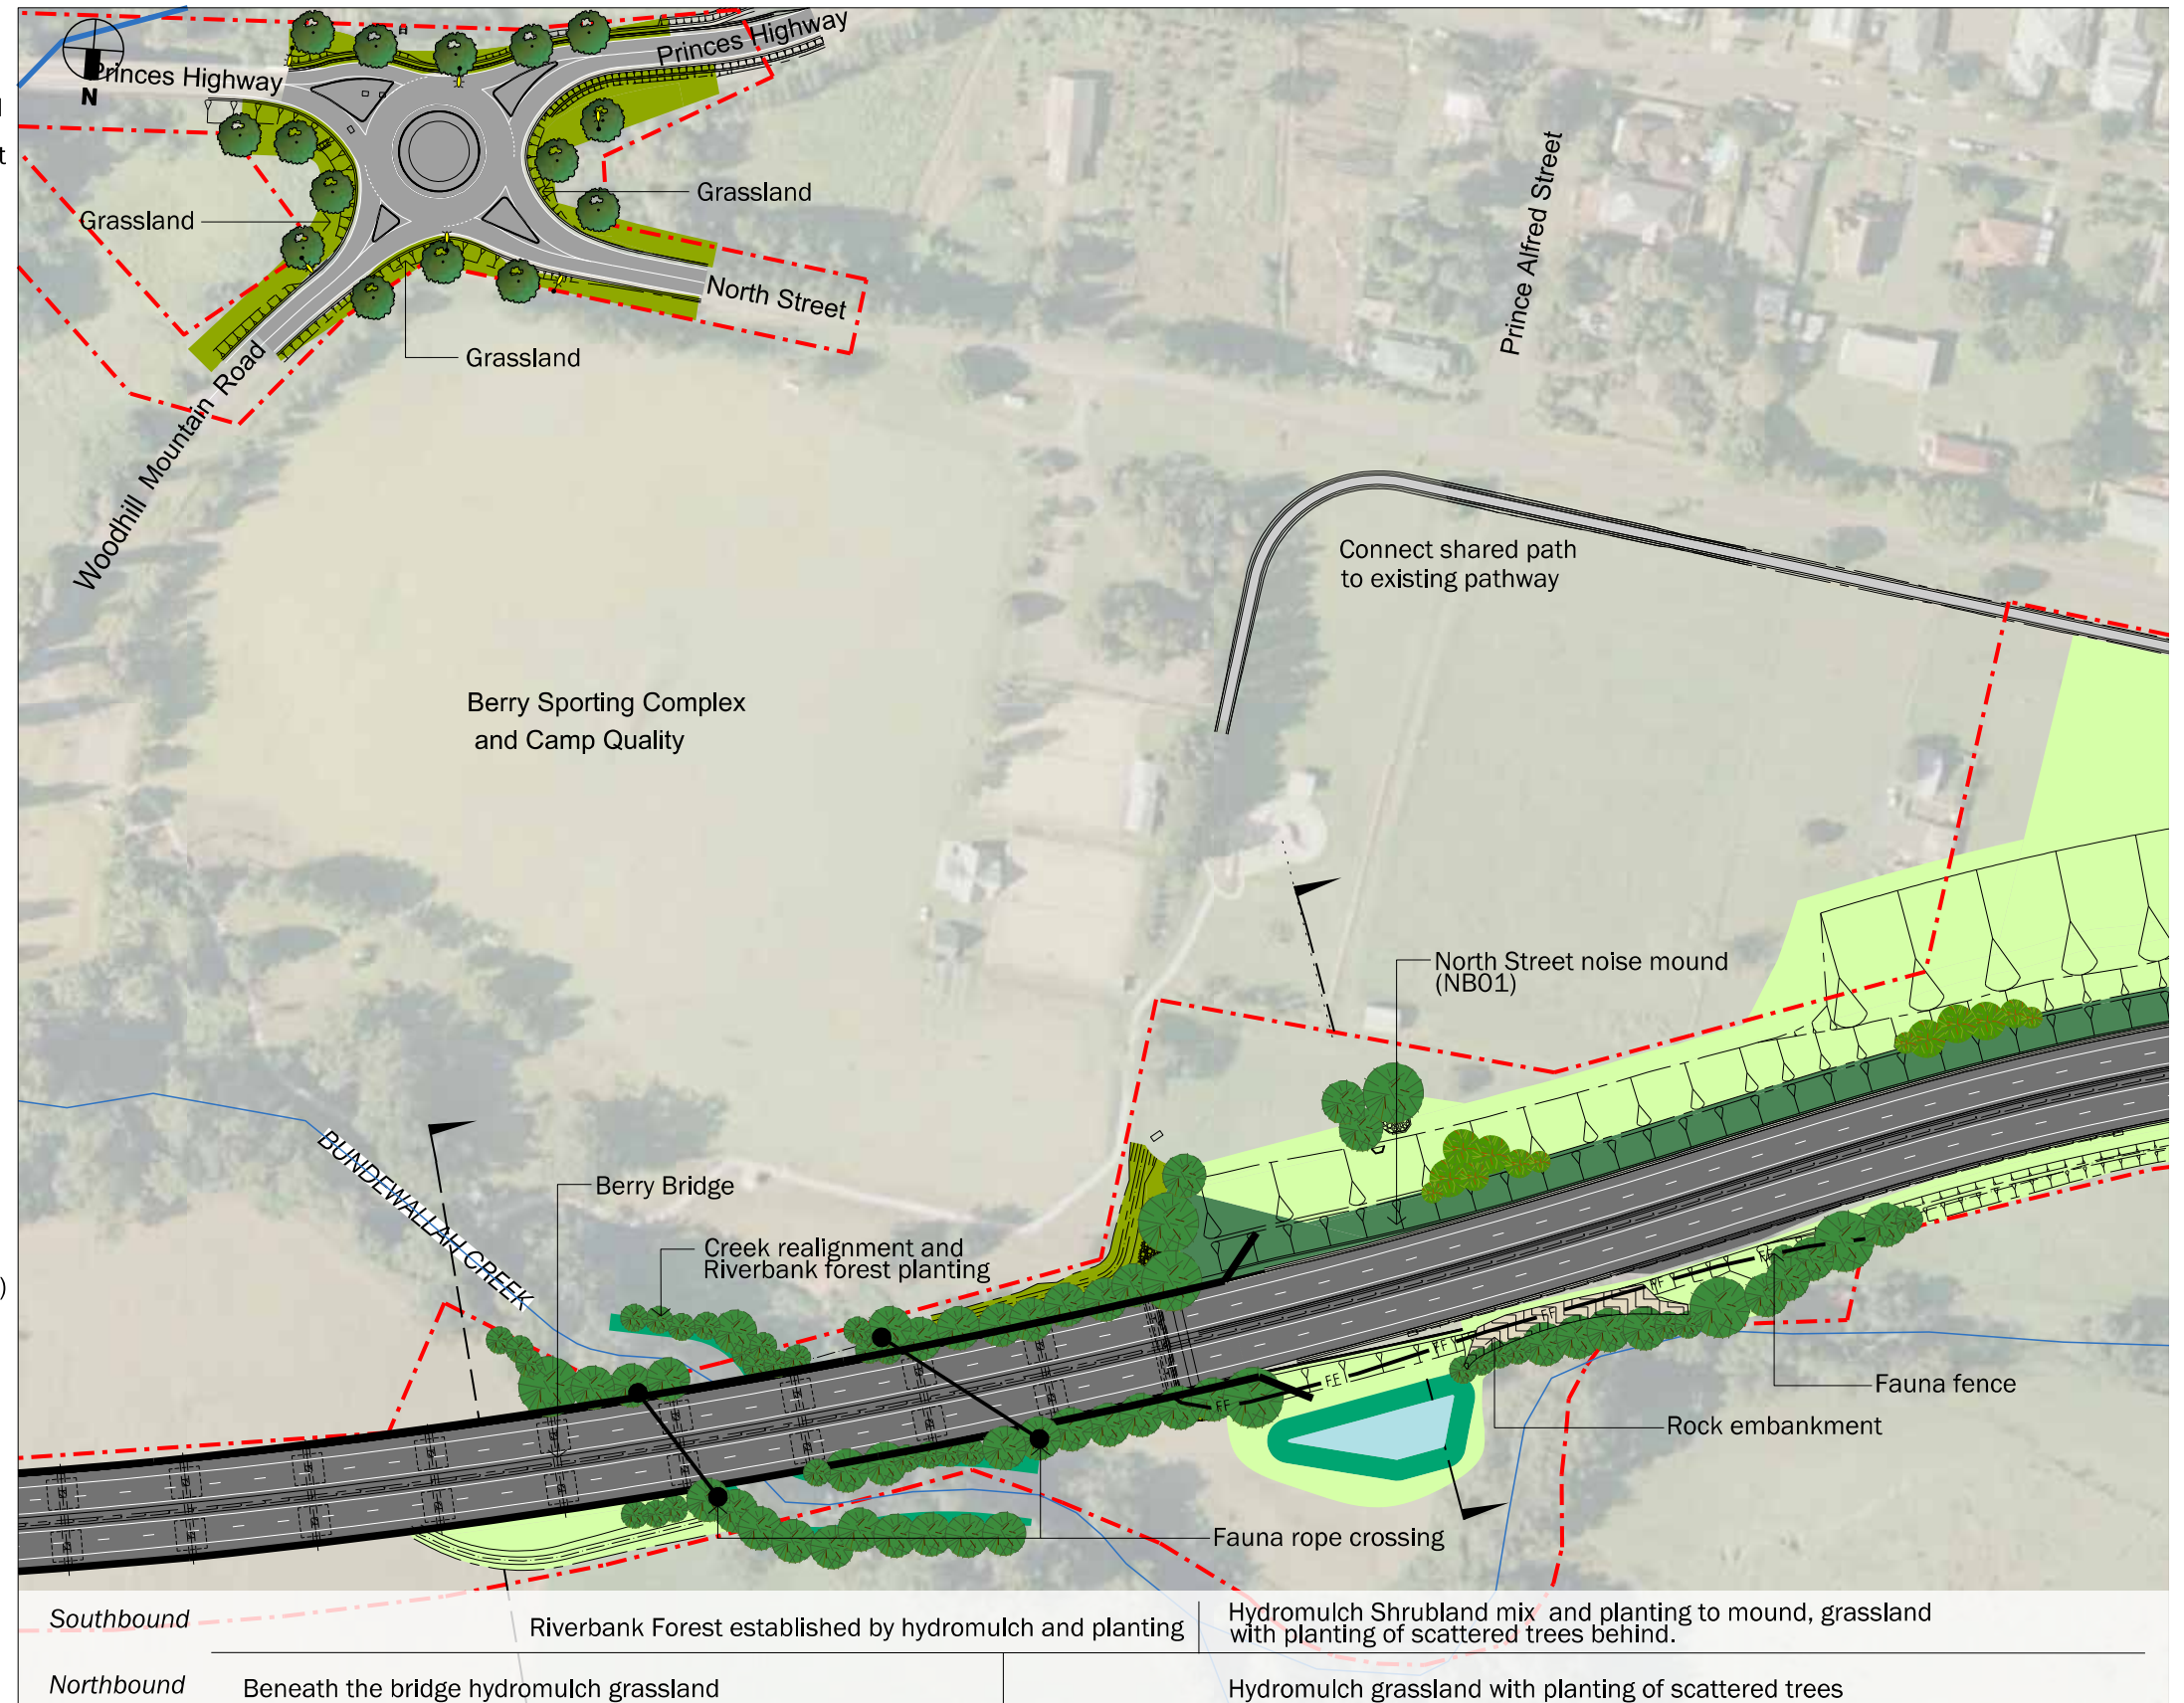 Princes Highway
Princes Highway
N
Grassland
Grassland
Grassland
North Street
Woodhill Mountain Road
Prince Alfred Street
Connect shared path
to existing pathway
Berry Sporting Complex
and Camp Quality
North Street noise mound
(NB01)
BUNDEWALLAH CREEK
Berry Bridge
Creek realignment and
Riverbank forest planting
FF
FF
FF
FF
Fauna fence
Rock embankment
Fauna rope crossing
)
Southbound
Riverbank Forest established by hydromulch and planting
Hydromulch Shrubland mix and planting to mound, grassland
with planting of scattered trees behind.
Northbound
Beneath the bridge hydromulch grassland
Hydromulch grassland with planting of scattered trees